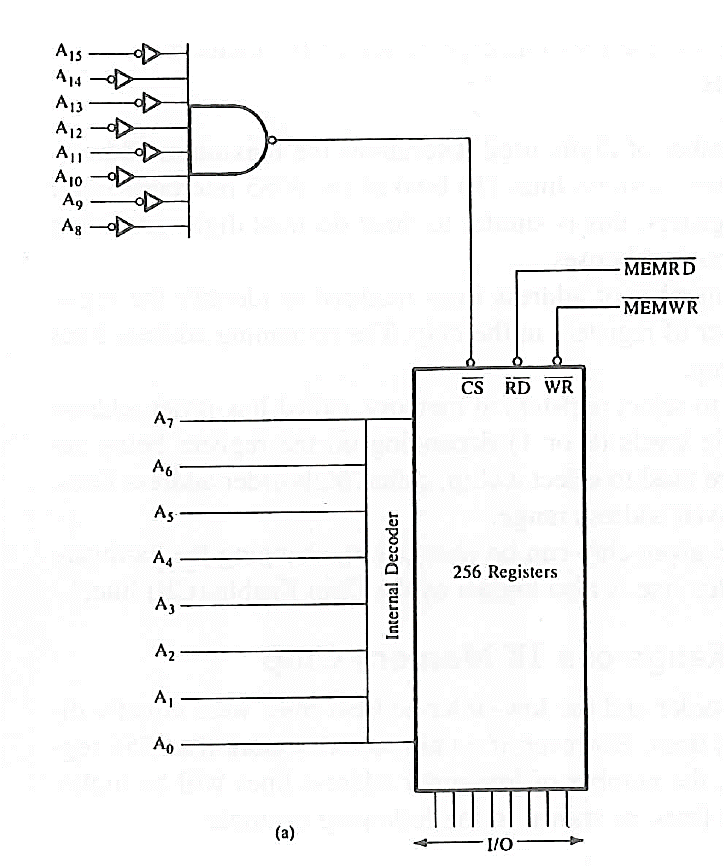 A15
A14
A13
A12
A11
A10
A9
A8
MEMRD
MEMWR
CS RD WR
A7
A6
A5
A4
A3
A2
A1
A0
Internal Decoder
256 Registers
(a)
I/O